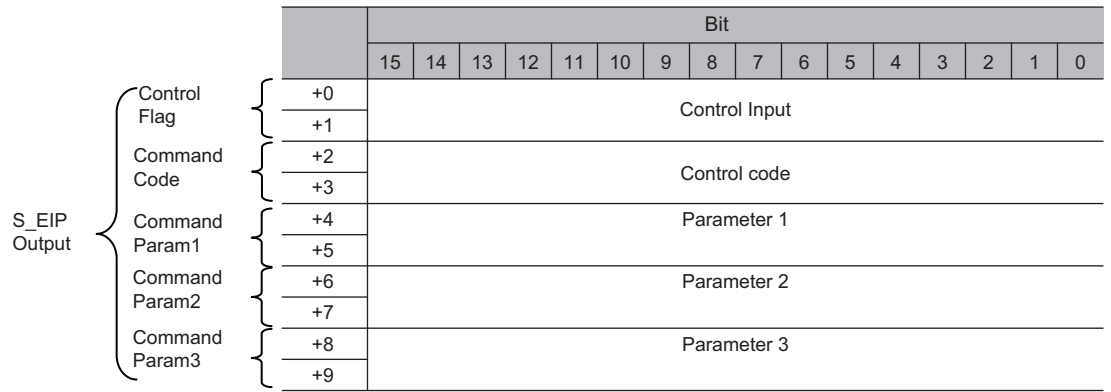 Bit
15 14 13 12 11 10 9 8 7 6 5 4 3 2 1 0
S_EIP
Output
Control
Flag
+0
+1
Control Input
Command
Code
+2
+3
Control code
Command
Param1
+4
+5
Parameter 1
Command
Param2
+6
+7
Parameter 2
Command
Param3
+8
+9
Parameter 3